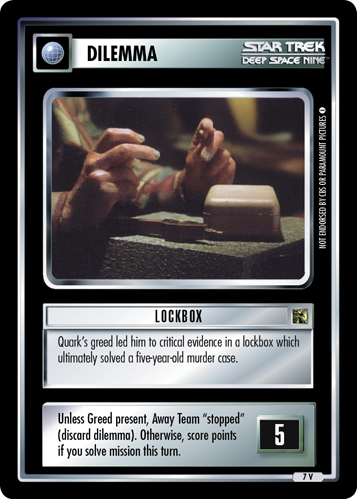 DILEMMA
STAR TREK
DEEP SPACE NINE™
NOT ENDORSED BY CBS OR PARAMOUNT PICTURES
LOCKBOX
Quark's greed led him to critical evidence in a lockbox which
ultimately solved a five-year-old murder case.
Unless Greed present, Away Team "stopped"
(discard dilemma). Otherwise, score points
if you solve mission this turn.
5
7 V